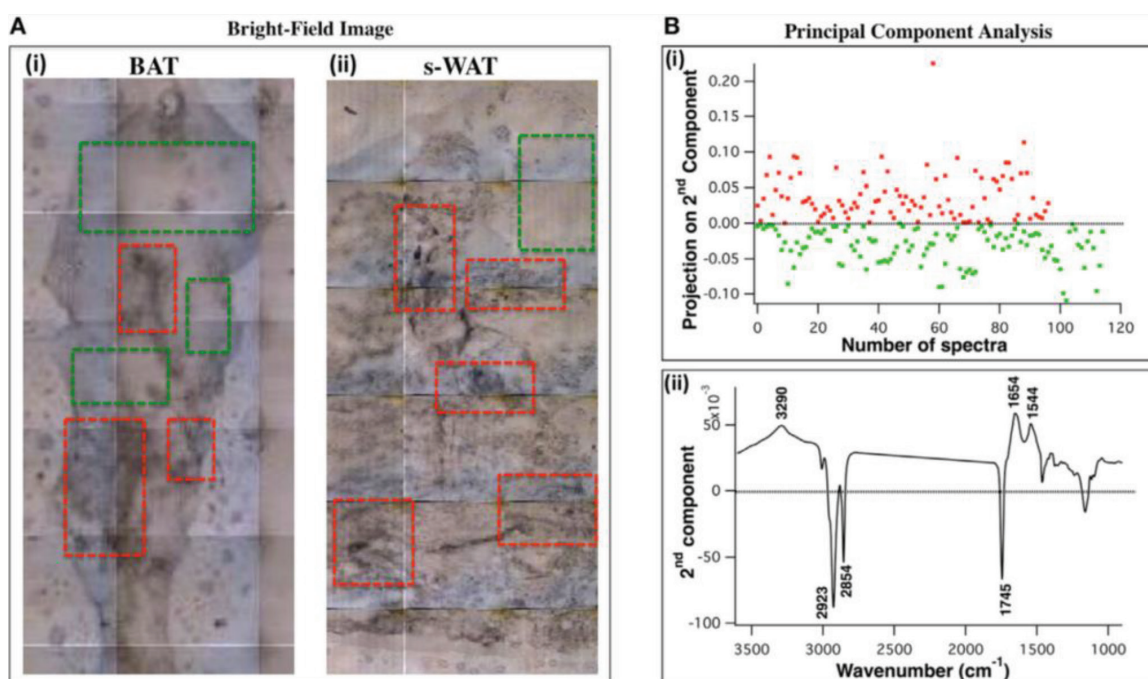 A
Bright-Field Image
(i)
BAT
(ii)
s-WAT
B
Principal Component Analysis
(i)
Projection on 2nd Component
0.20
0.15
0.10
0.05
0.00
-0.05
-0.10
0
20
40
60
80
100
120
Number of spectra
(ii)
2nd component
50x10-3
0
-50
-100
3290
2923
2854
1745
1654
1544
3500
3000
2500
2000
1500
1000
Wavenumber (cm-1)